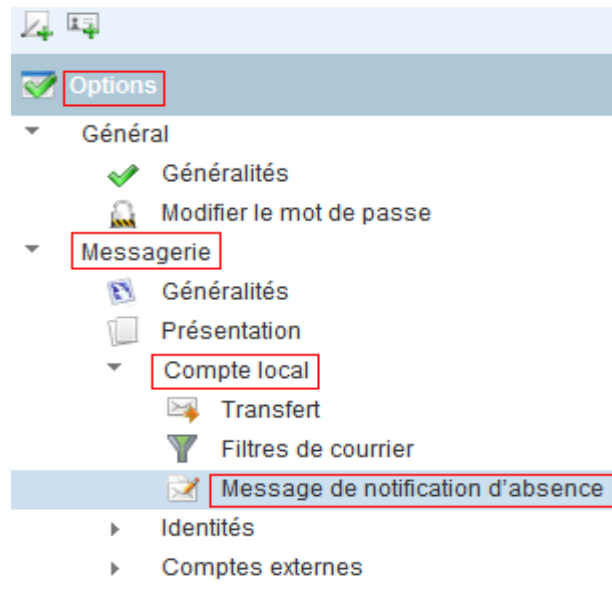 Options
Général
Généralités
Modifier le mot de passe
Messagerie
Généralités
Présentation
Compte local
Transfert
Filtres de courrier
Message de notification d'absence
Identités
Comptes externes